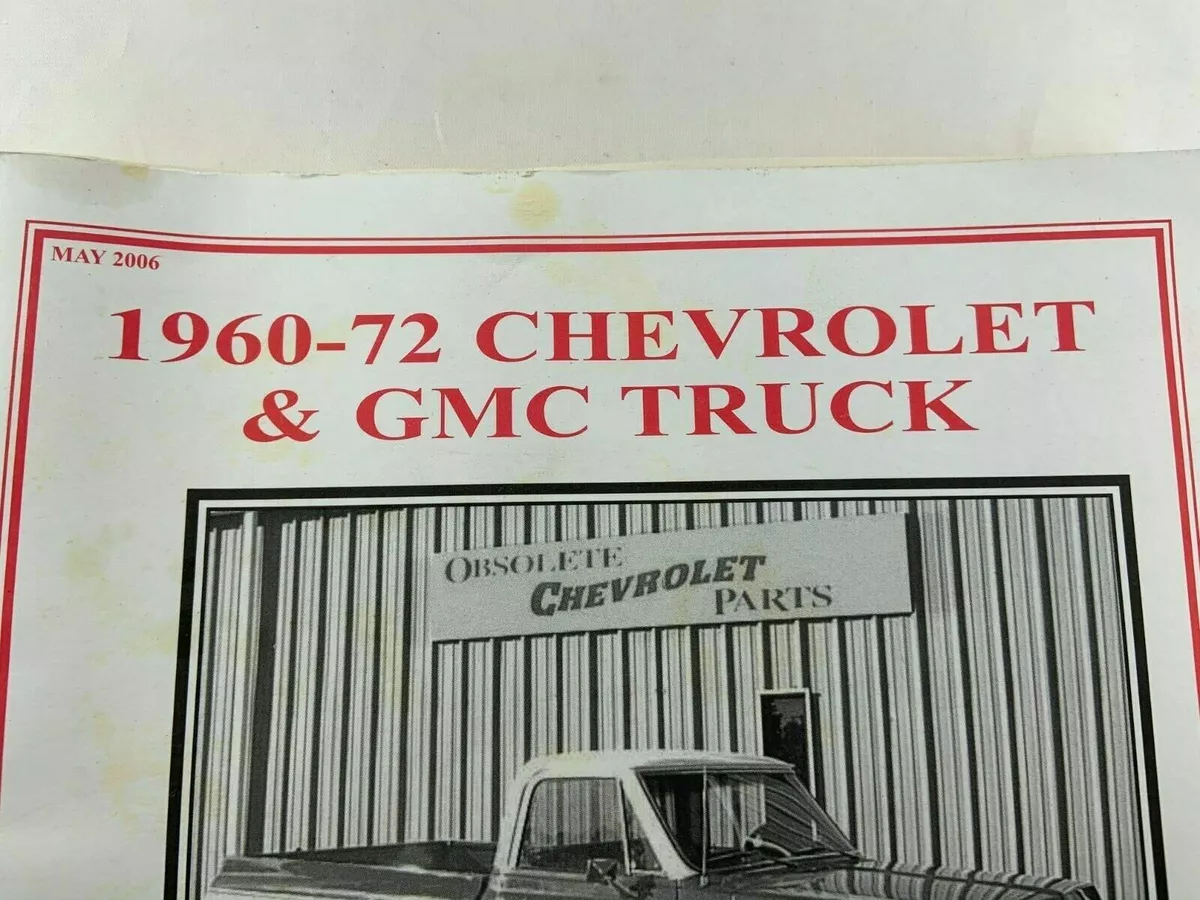 MAY 2006
1960-72 CHEVROLET
& GMC TRUCK
OBSOLETE
CHEVROLET
PARTS